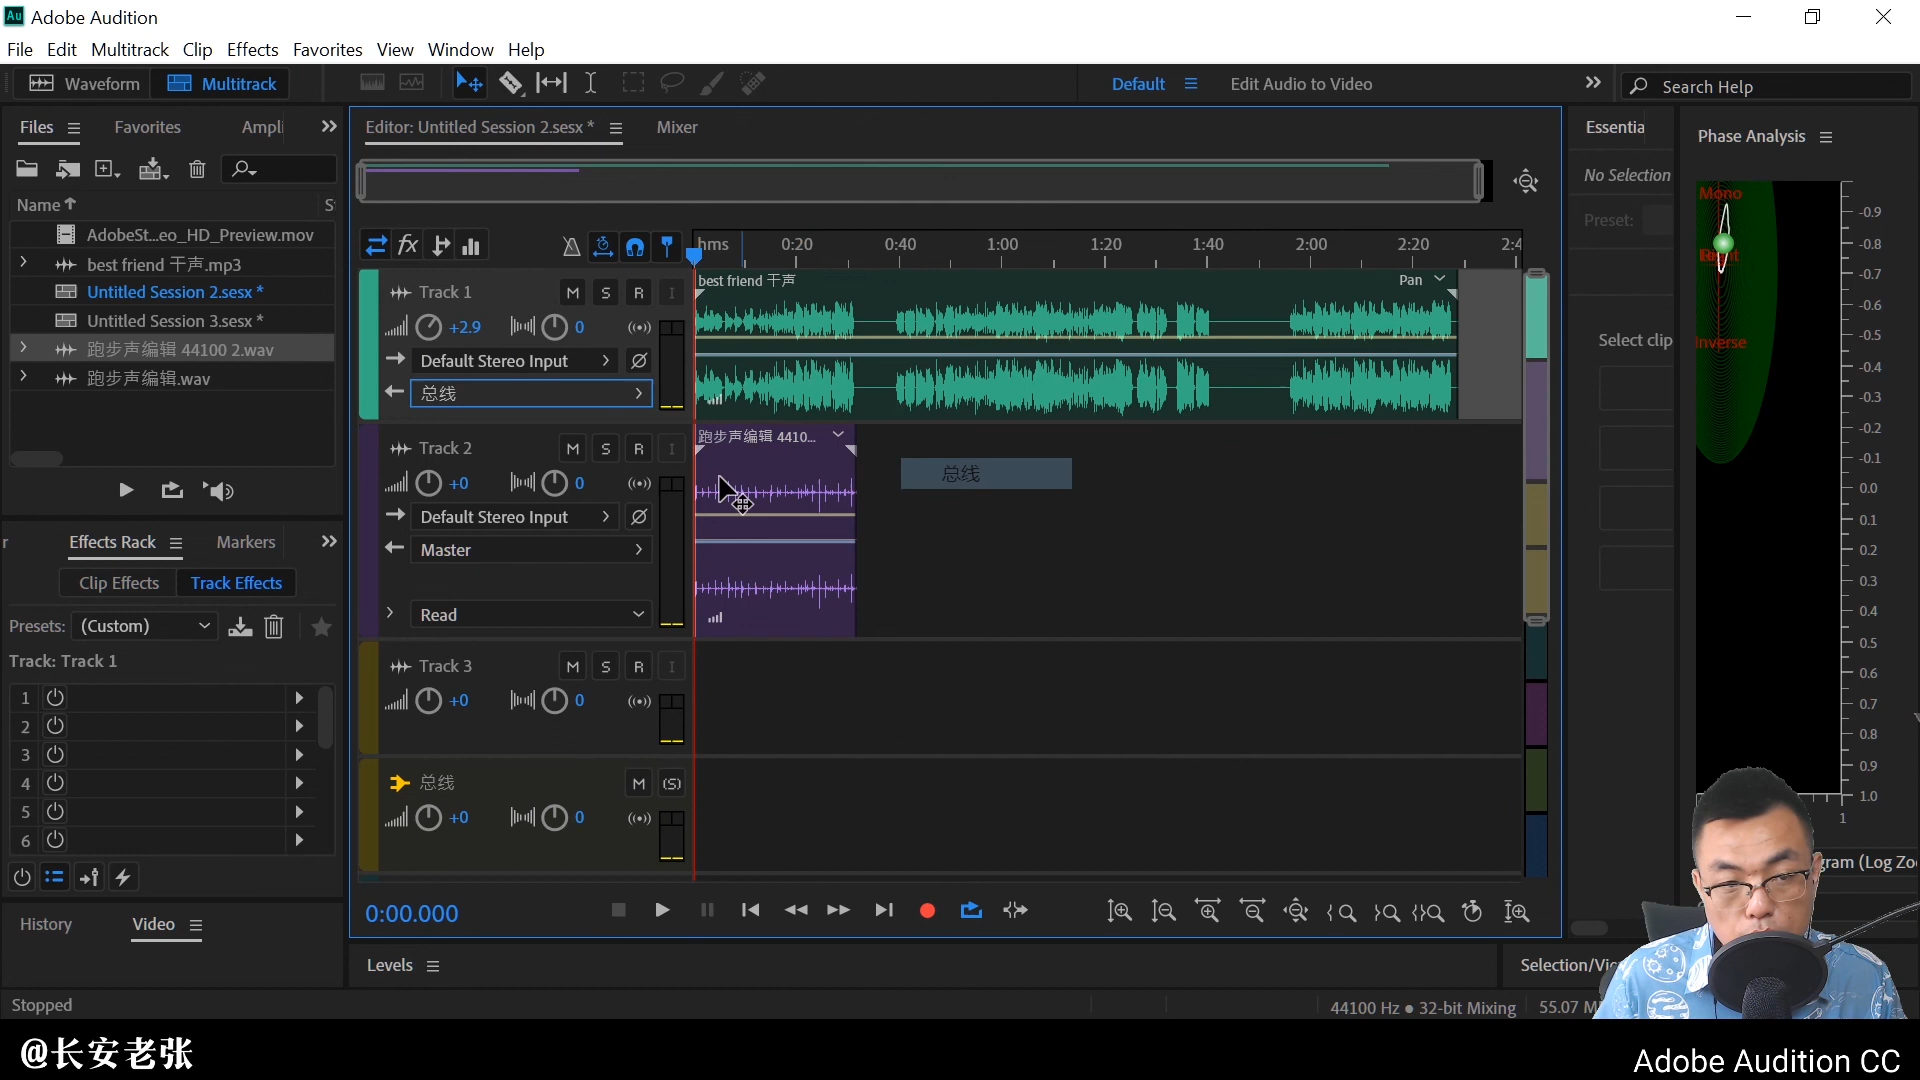 Au Adobe Audition
File Edit Multitrack Clip Effects Favorites View Window Help
Waveform Multitrack Default Edit Audio to Video Search Help
Files Favorites Ampli
Name
S
AdobeSt...eo_HD_Preview.mov
best friend 干声.mp3
Untitled Session 2.sesx *
Untitled Session 3.sesx *
跑步声编辑 44100 2.wav
跑步声编辑.wav
Effects Rack Markers
Clip Effects Track Effects
Presets: (Custom)
Track: Track 1
1
2
3
4
5
6
History Video
Stopped
Editor: Untitled Session 2.sesx * Mixer
fx
hms 0:20 0:40 1:00 1:20 1:40 2:00 2:20 2:4
Track 1 M S R I
+2.9 0
Default Stereo Input
总线
best friend 干声 Pan
Track 2 M S R I
+0 0
Default Stereo Input
Master
Read
跑步声编辑 4410...
总线
Track 3 M S R I
+0 0
总线 M (S)
+0 0
0:00.000
Levels
44100 Hz • 32-bit Mixing 55.07 M
Essentia
No Selection
Preset:
Select clip
Selection/Vi
Phase Analysis
Mono
Inverse
-0.9
-0.8
-0.7
-0.6
-0.5
-0.4
-0.3
-0.2
-0.1
0.0
0.1
0.2
0.3
0.4
0.5
0.6
0.7
0.8
0.9
1.0
1
gram (Log Zo
@长安老张
Adobe Audition CC